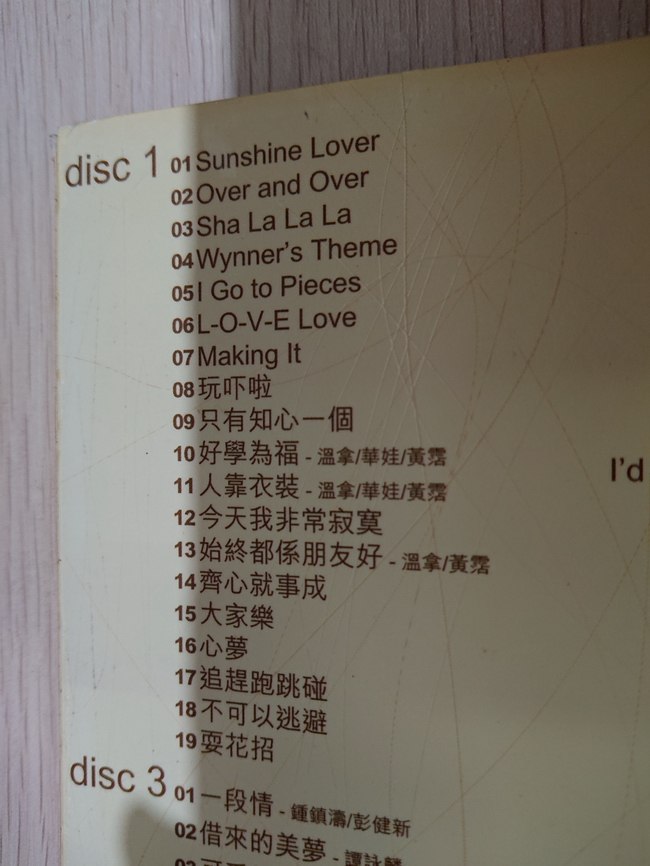 disc 1
01 Sunshine Lover
02 Over and Over
03 Sha La La La
04 Wynner's Theme
05 I Go to Pieces
06 L-O-V-E Love
07 Making It
08 玩吓啦
09 只有知心一個
10 好學為福 - 溫拿/華娃/黃霑
11 人靠衣裝 - 溫拿/華娃/黃霑
12 今天我非常寂寞
13 始終都係朋友好 - 溫拿/黃霑
14 齊心就事成
15 大家樂
16 心夢
17 追趕跑跳碰
18 不可以逃避
19 耍花招
I'd
disc 3
01 一段情 - 鍾鎮濤/彭健新
02 借來的美夢 - 譚詠麟